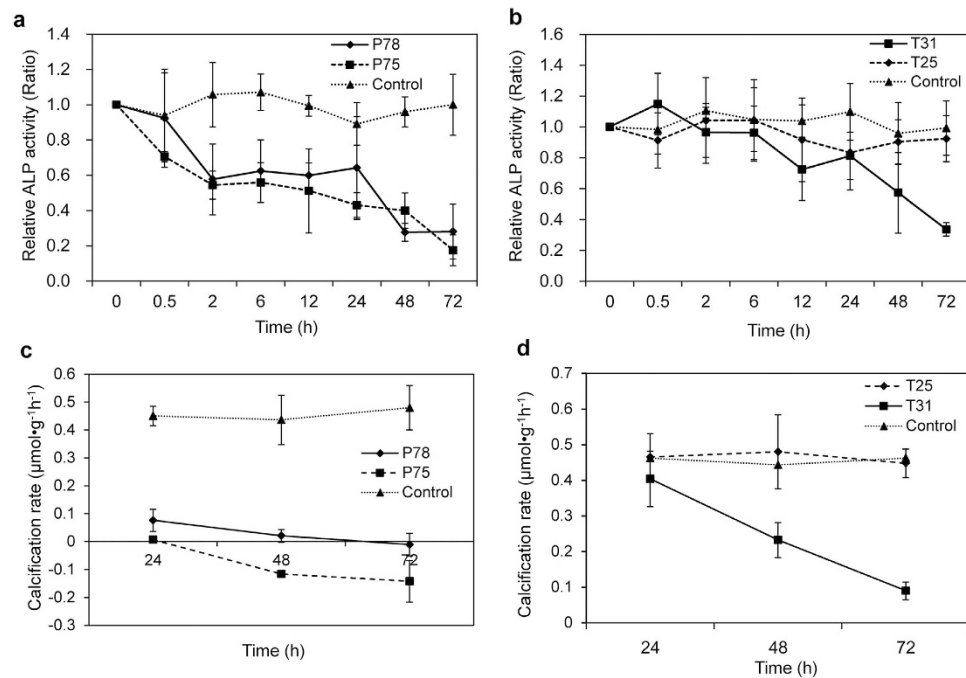 a
P78
P75
Control
Relative ALP activity (Ratio)
1.4
1.2
1.0
0.8
0.6
0.4
0.2
0.0
0 0.5 2 6 12 24 48 72
Time (h)
b
T31
T25
Control
Relative ALP activity (Ratio)
1.6
1.4
1.2
1.0
0.8
0.6
0.4
0.2
0.0
0 0.5 2 6 12 24 48 72
Time (h)
c
P78
P75
Control
Calcification rate (µmol•g⁻¹h⁻¹)
0.6
0.5
0.4
0.3
0.2
0.1
0
-0.1
-0.2
-0.3
24 48 72
Time (h)
d
T25
T31
Control
Calcification rate (µmol•g⁻¹h⁻¹)
0.7
0.6
0.5
0.4
0.3
0.2
0.1
0
24 48 72
Time (h)